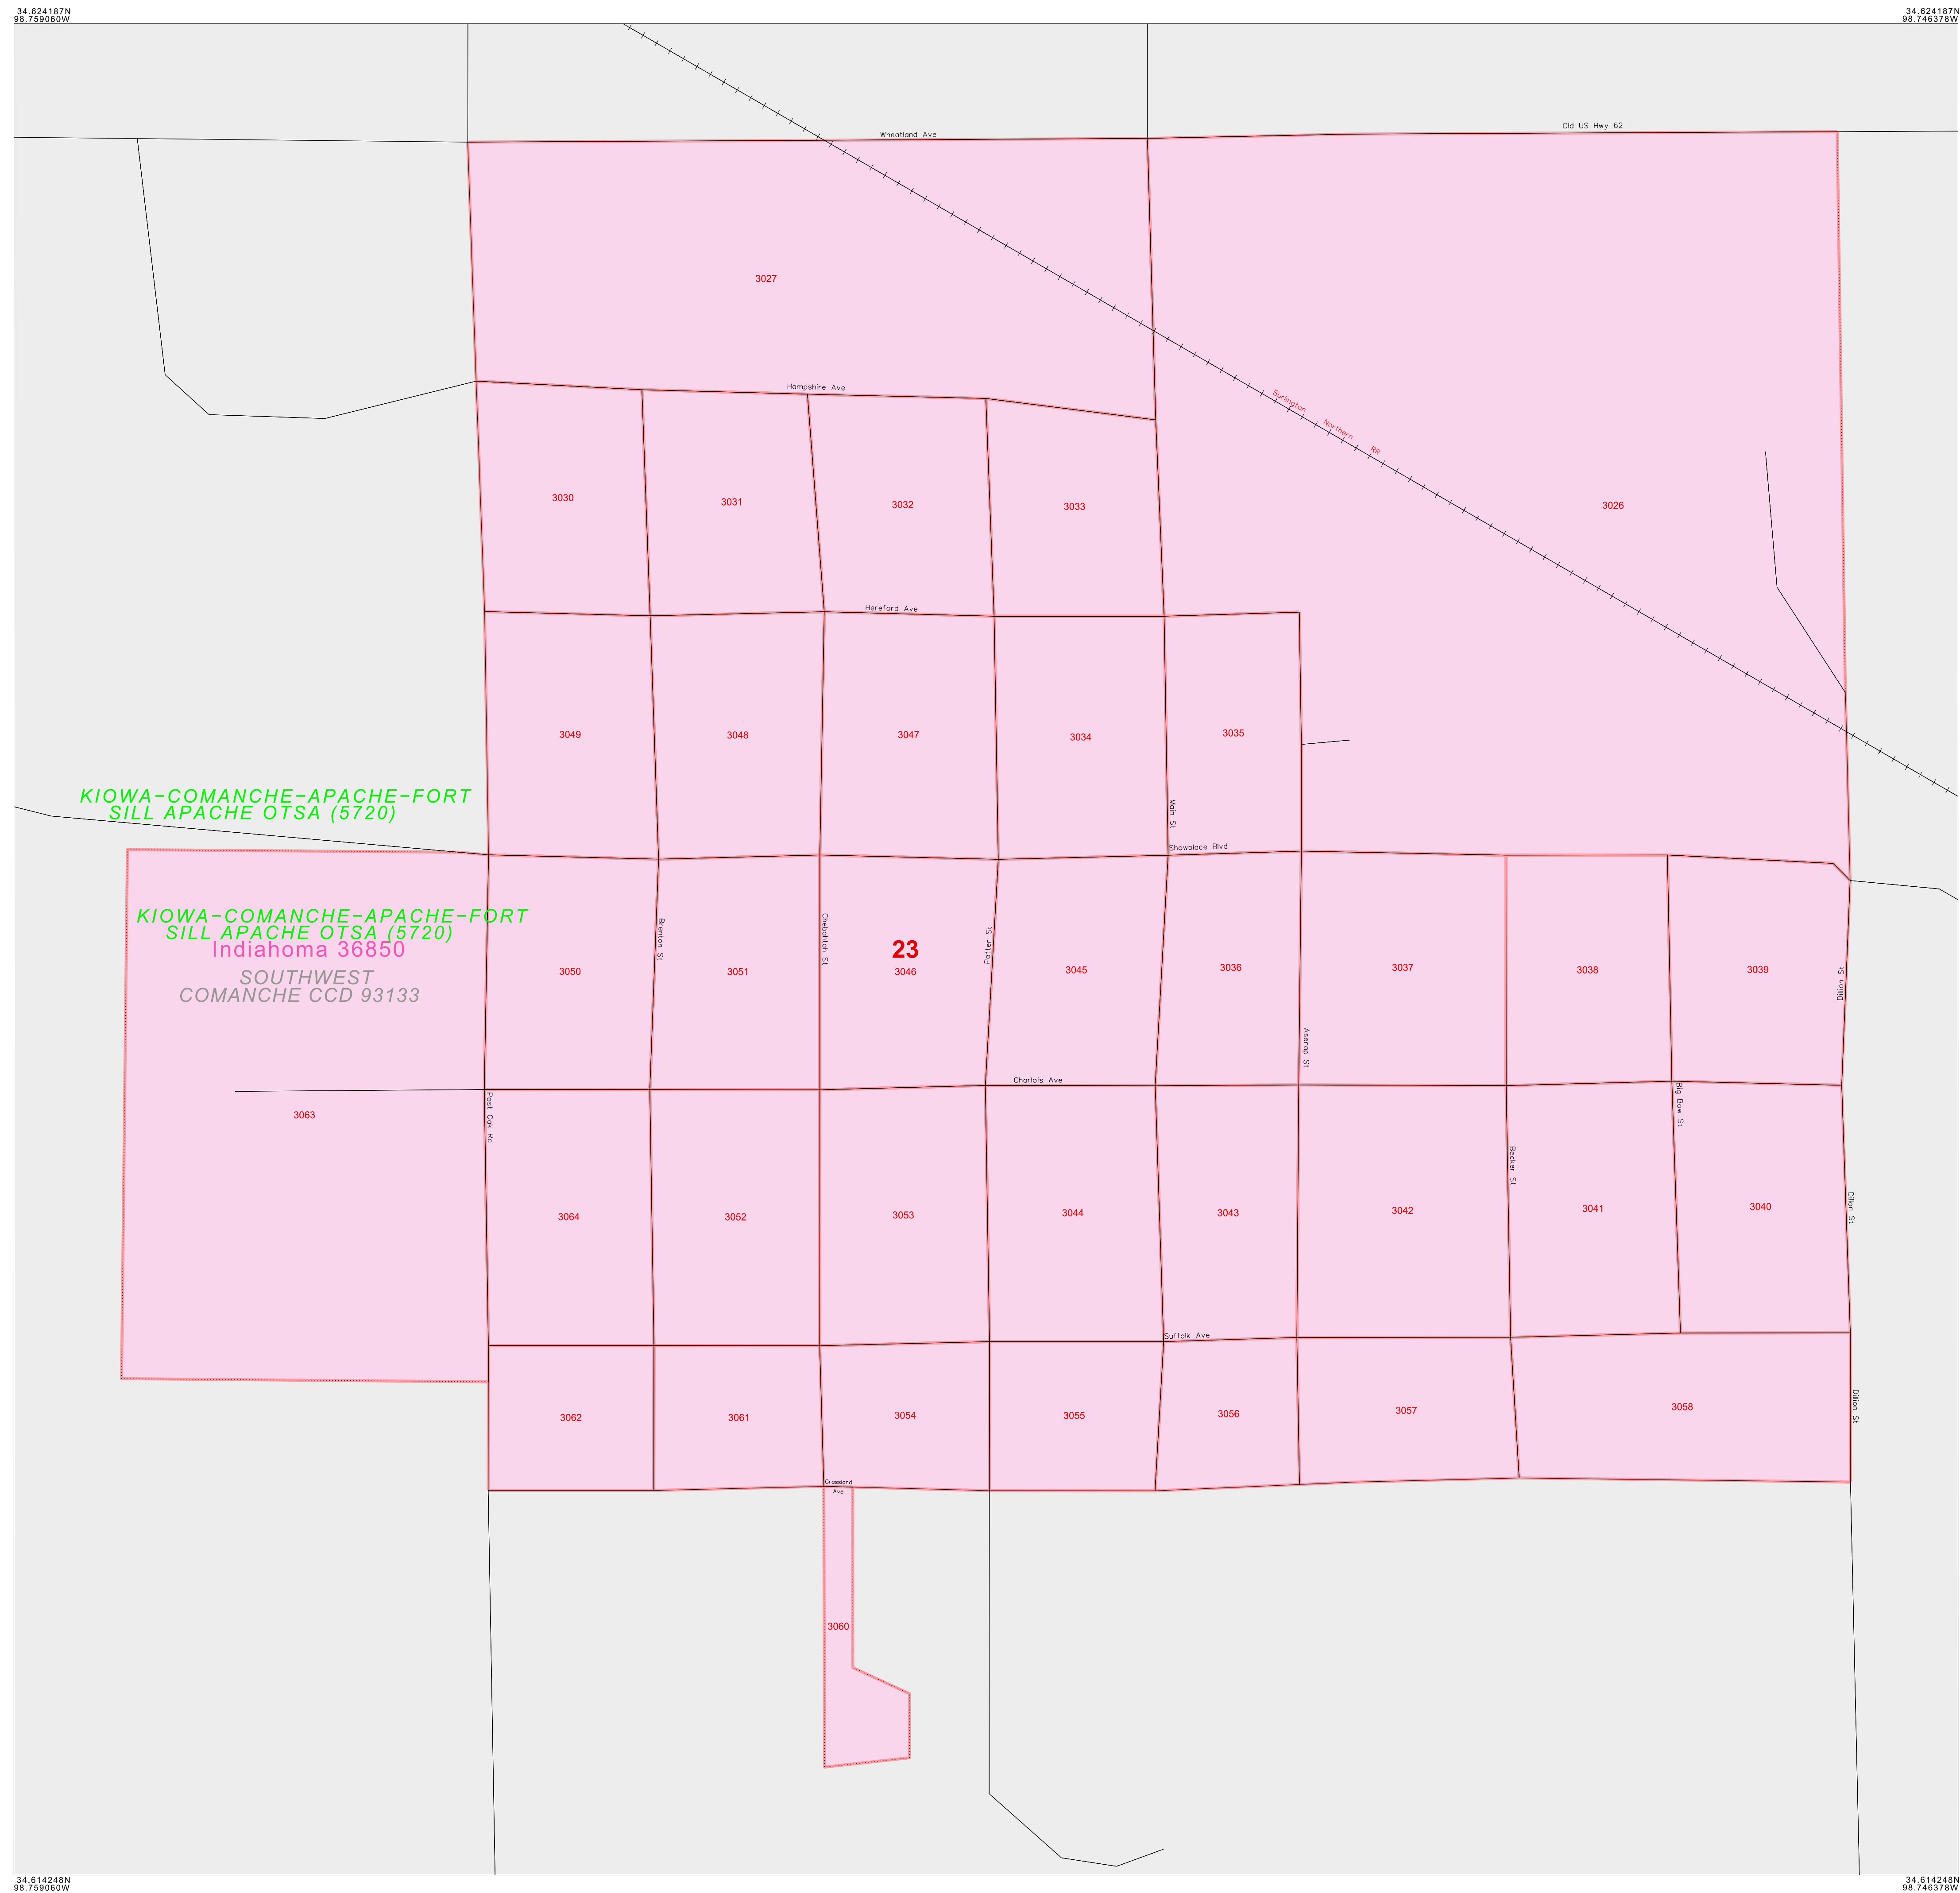 34.624187N
98.759060W
34.624187N
98.746378W
Wheatland Ave
Old US Hwy 62
3027
Hampshire Ave
Burlington Northern RR
3030
3031
3032
3033
3026
Hereford Ave
3049
3048
3047
3034
3035
KIOWA-COMANCHE-APACHE-FORT
SILL APACHE OTSA (5720)
Main St
Showplace Blvd
KIOWA-COMANCHE-APACHE-FORT
SILL APACHE OTSA (5720)
Indiahoma 36850
SOUTHWEST
COMANCHE CCD 93133
Brenton St
Chebahtah St
23
Potter St
3050
3051
3046
3045
3036
3037
3038
3039
Dillion St
Asenap St
Charlois Ave
Post Oak Rd
Big Bow St
3063
Becker St
3064
3052
3053
3044
3043
3042
3041
3040
Dillon St
Suffolk Ave
3062
3061
3054
3055
3056
3057
3058
Dillion St
Grassland
Ave
3060
34.614248N
98.759060W
34.614248N
98.746378W